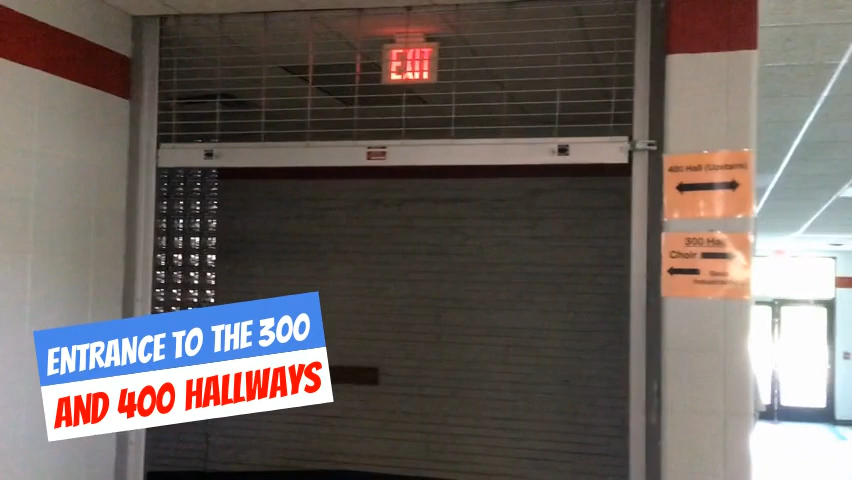 EXIT
400 Hall (Upstairs)
300 Hall
Choir
ENTRANCE TO THE 300
AND 400 HALLWAYS